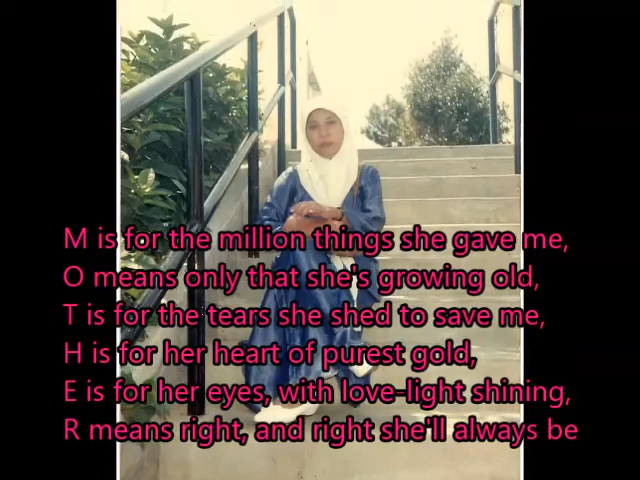 M is for the million things she gave me,
O means only that she's growing old,
T is for the tears she shed to save me,
H is for her heart of purest gold,
E is for her eyes, with love-light shining,
R means right, and right she'll always be